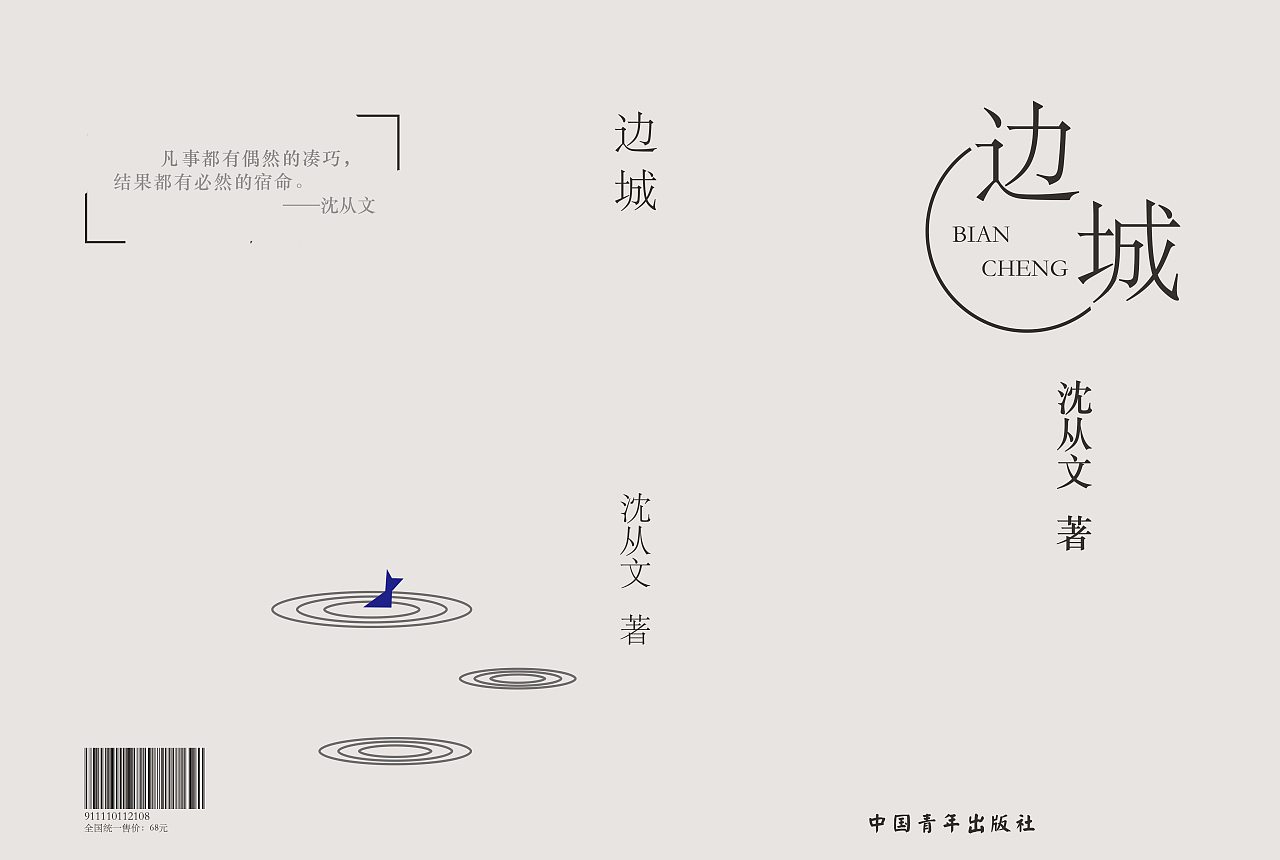 凡事都有偶然的凑巧，
结果都有必然的宿命。
——沈从文
911110112108
全国统一售价：68元
边城
沈从文 著
边城
BIAN
CHENG
沈从文 著
中国青年出版社